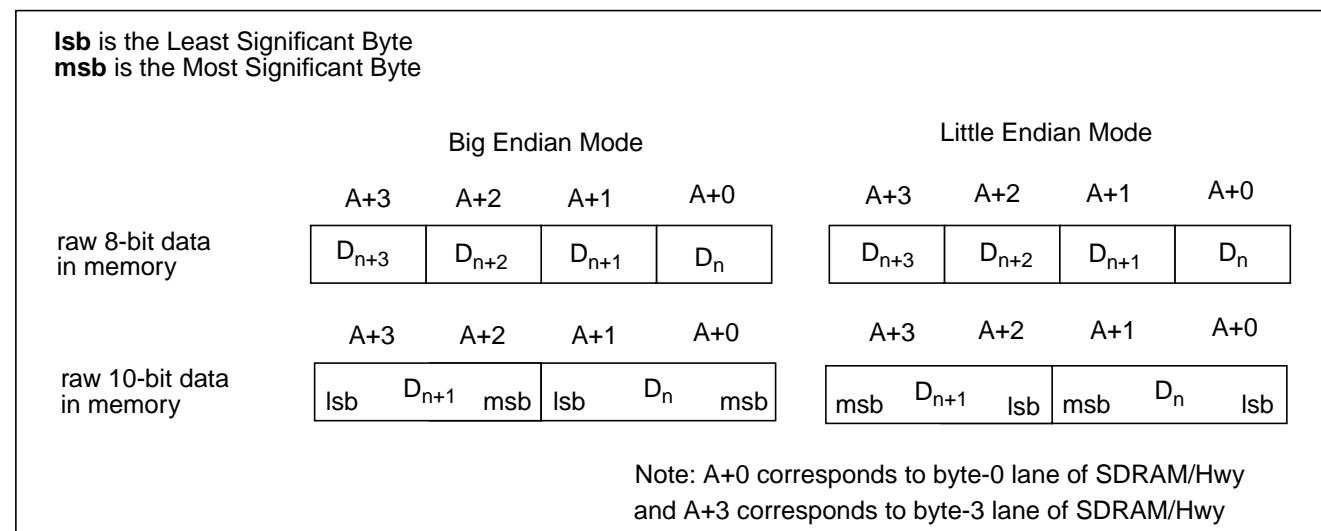 lsb is the Least Significant Byte
msb is the Most Significant Byte
Big Endian Mode
Little Endian Mode
A+3 A+2 A+1 A+0
A+3 A+2 A+1 A+0
raw 8-bit data
in memory
Dn+3 Dn+2 Dn+1 Dn
Dn+3 Dn+2 Dn+1 Dn
A+3 A+2 A+1 A+0
A+3 A+2 A+1 A+0
raw 10-bit data
in memory
lsb Dn+1 msb lsb Dn msb
msb Dn+1 lsb msb Dn lsb
Note: A+0 corresponds to byte-0 lane of SDRAM/Hwy
and A+3 corresponds to byte-3 lane of SDRAM/Hwy